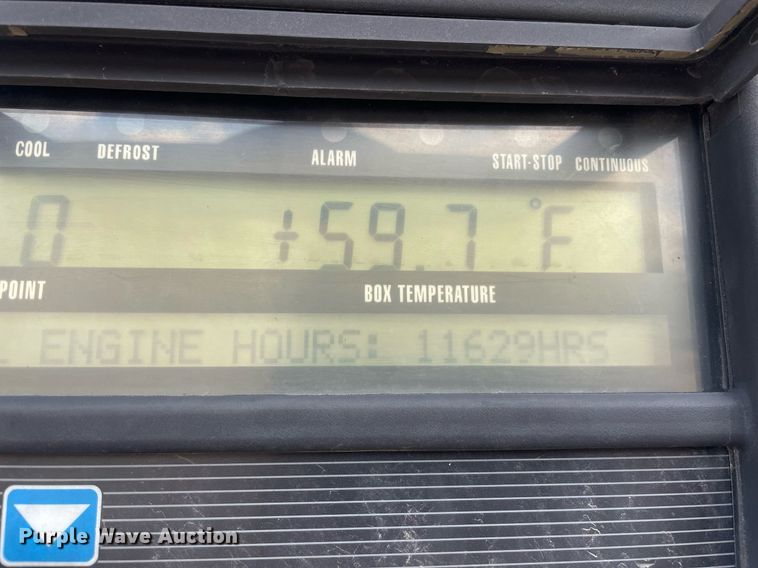 COOL DEFROST ALARM START-STOP CONTINUOUS
0 +59.7 °F
POINT BOX TEMPERATURE
L ENGINE HOURS: 11629HRS
Purple Wave Auction